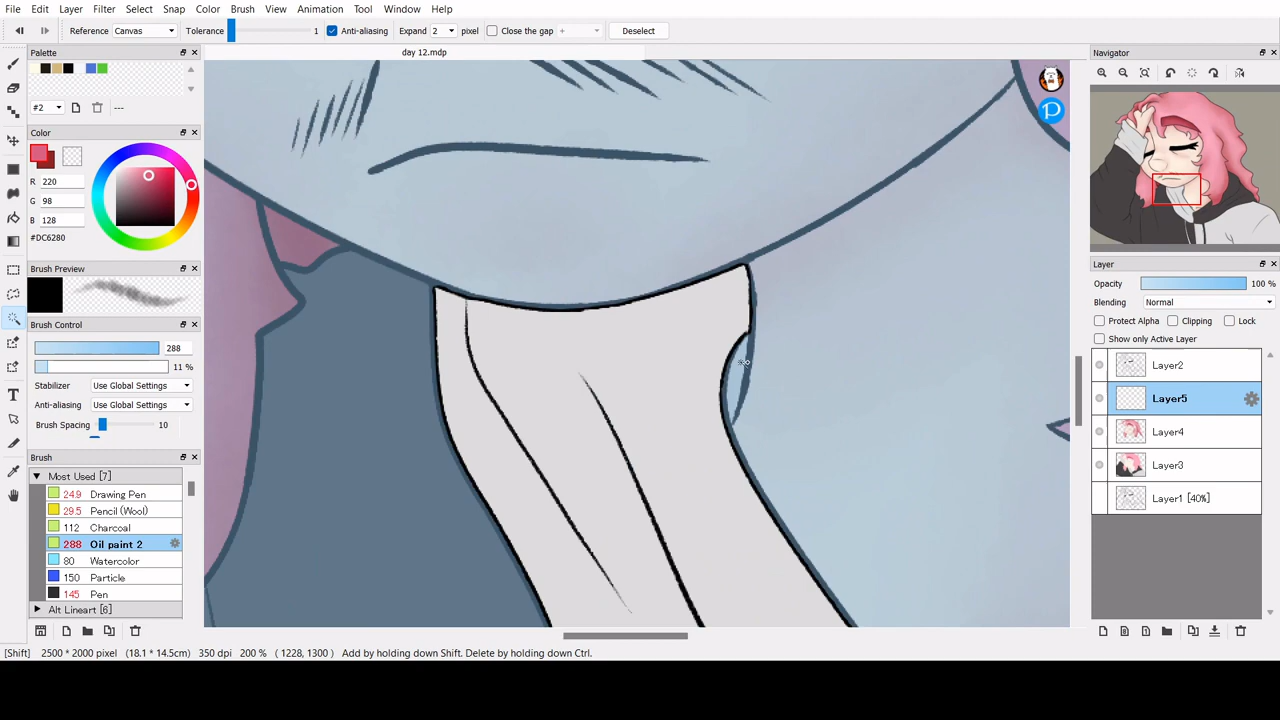 File Edit Layer Filter Select Snap Color Brush View Animation Tool Window Help
Reference Canvas Tolerance 1 Anti-aliasing Expand 2 pixel Close the gap + Deselect
Palette
day 12.mdp
Navigator
#2 ---
Color
R 220
G 98
B 128
#DC6280
Brush Preview
Brush Control
288
11 %
Stabilizer Use Global Settings
Anti-aliasing Use Global Settings
Brush Spacing 10
Brush
Most Used [7]
24.9 Drawing Pen
29.5 Pencil (Wool)
112 Charcoal
288 Oil paint 2
80 Watercolor
150 Particle
145 Pen
Alt Lineart [6]
Layer
Opacity 100 %
Blending Normal
Protect Alpha Clipping Lock
Show only Active Layer
Layer2
Layer5
Layer4
Layer3
Layer1 [40%]
[Shift] 2500 * 2000 pixel (18.1 * 14.5cm) 350 dpi 200 % ( 1228, 1300 ) Add by holding down Shift. Delete by holding down Ctrl.